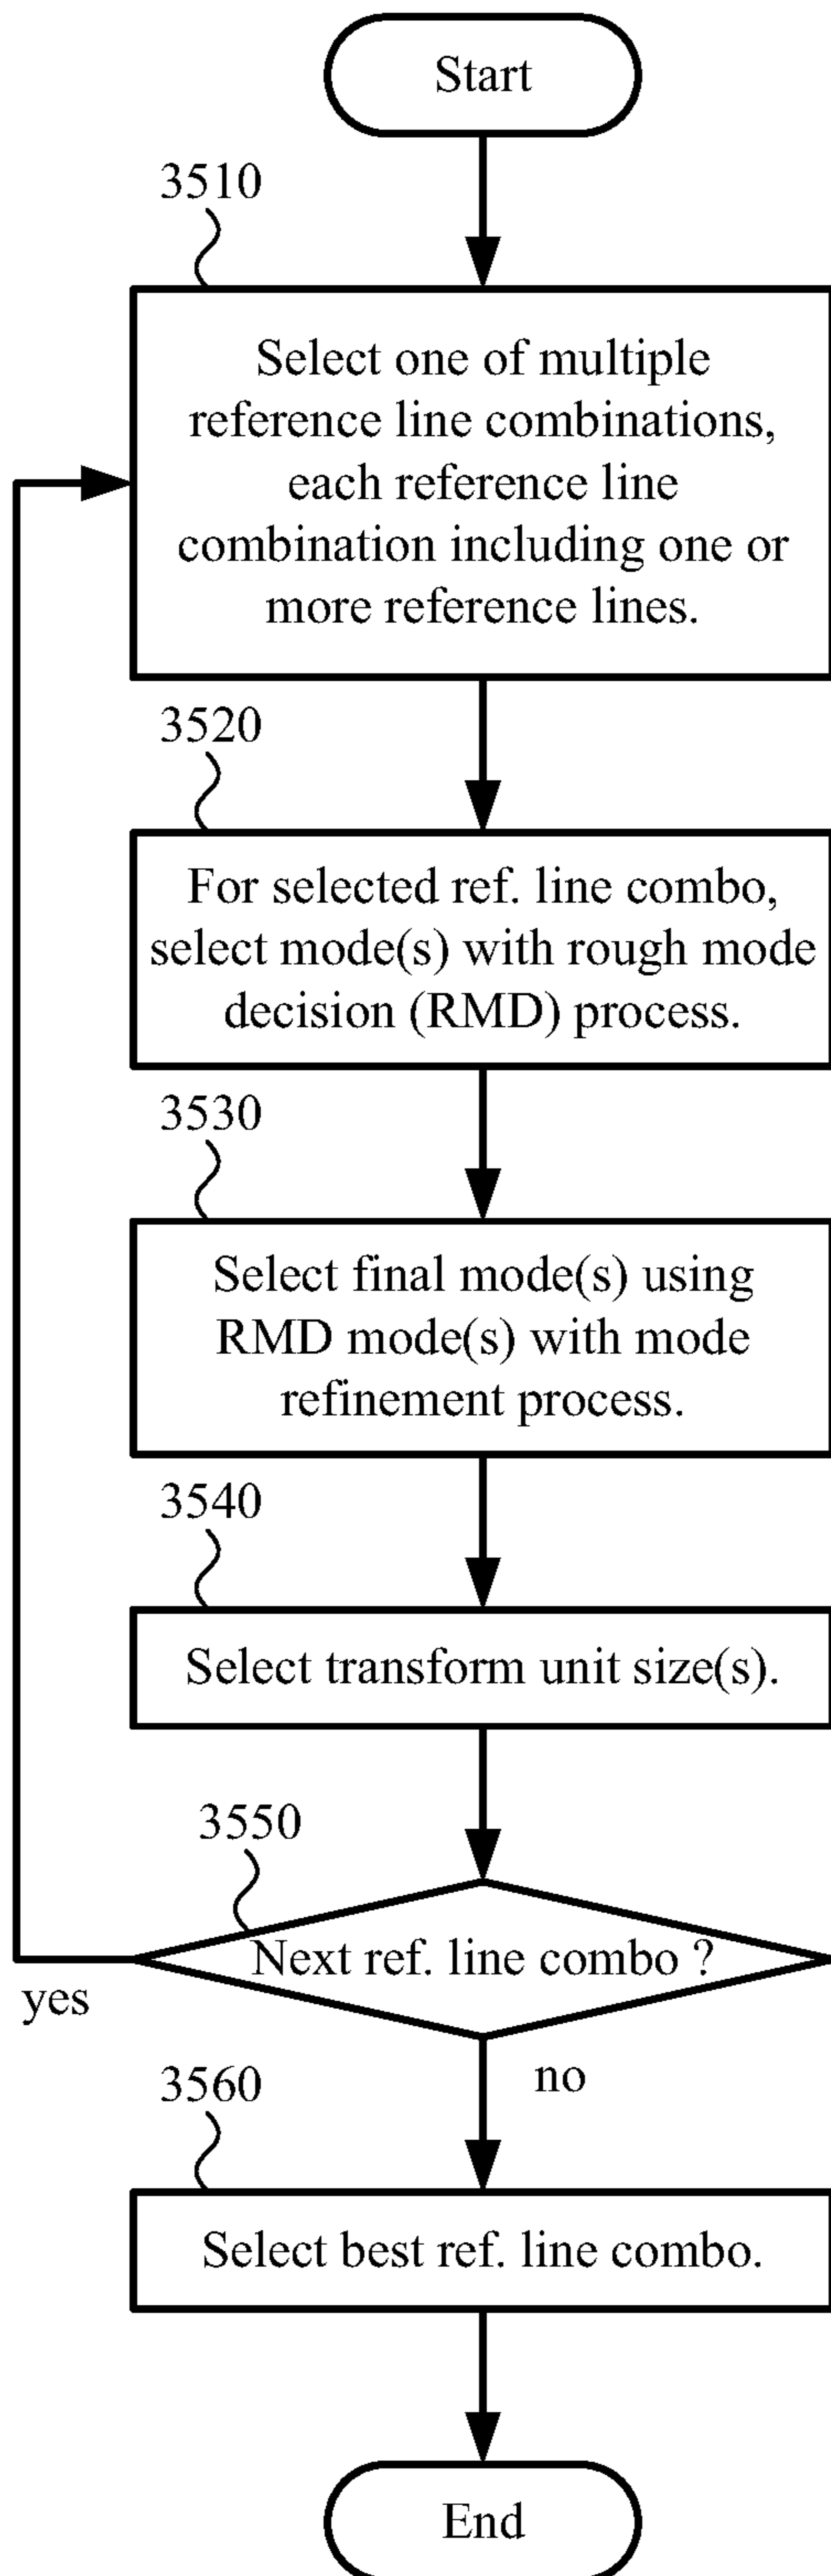 Start
3510
Select one of multiple
reference line combinations,
each reference line
combination including one or
more reference lines.
3520
For selected ref. line combo,
select mode(s) with rough mode
decision (RMD) process.
3530
Select final mode(s) using
RMD mode(s) with mode
refinement process.
3540
Select transform unit size(s).
3550
Next ref. line combo ?
yes
no
3560
Select best ref. line combo.
End